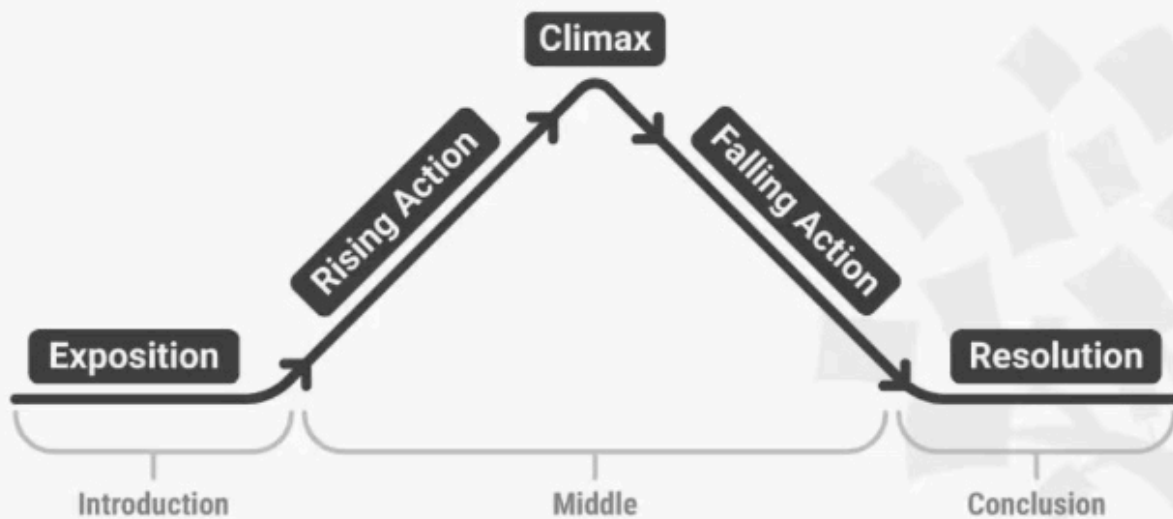 Climax
Rising Action
Falling Action
Exposition
Resolution
Introduction
Middle
Conclusion